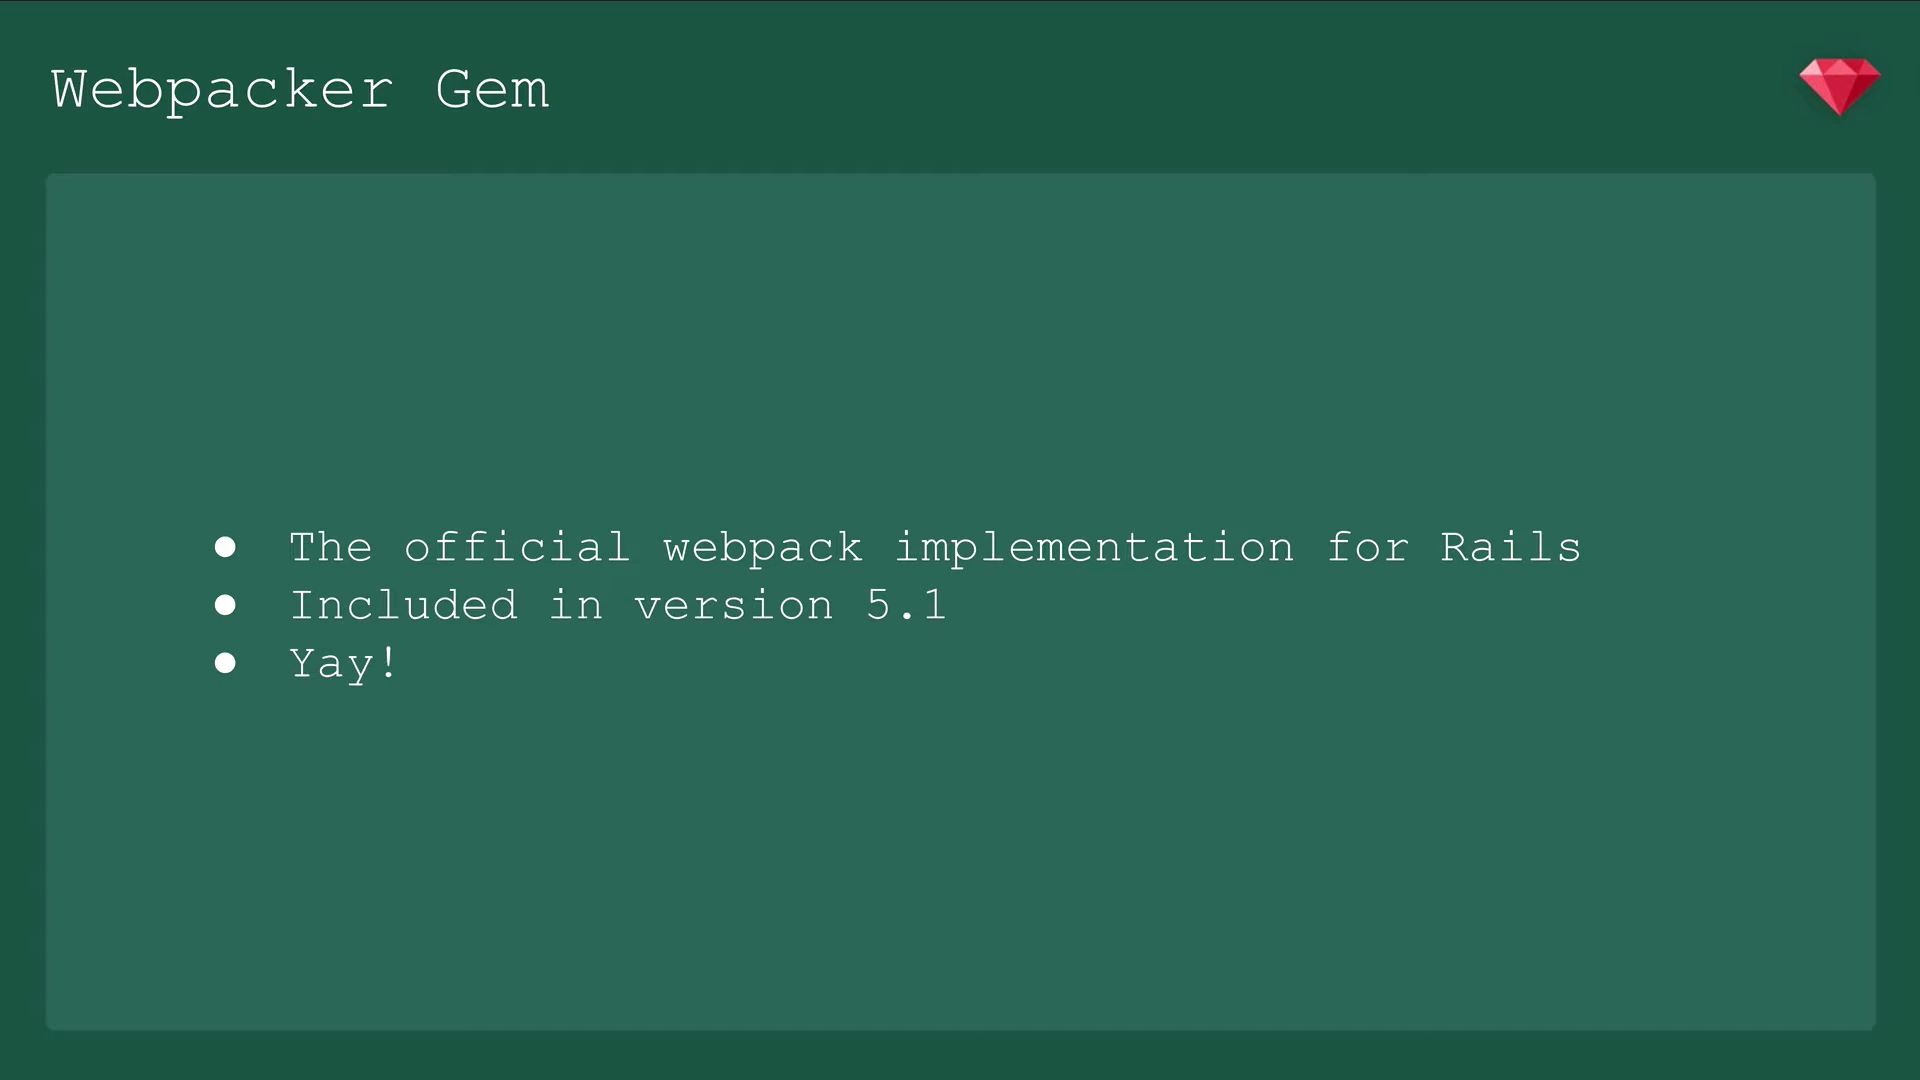 Webpacker Gem
● The official webpack implementation for Rails
● Included in version 5.1
● Yay!